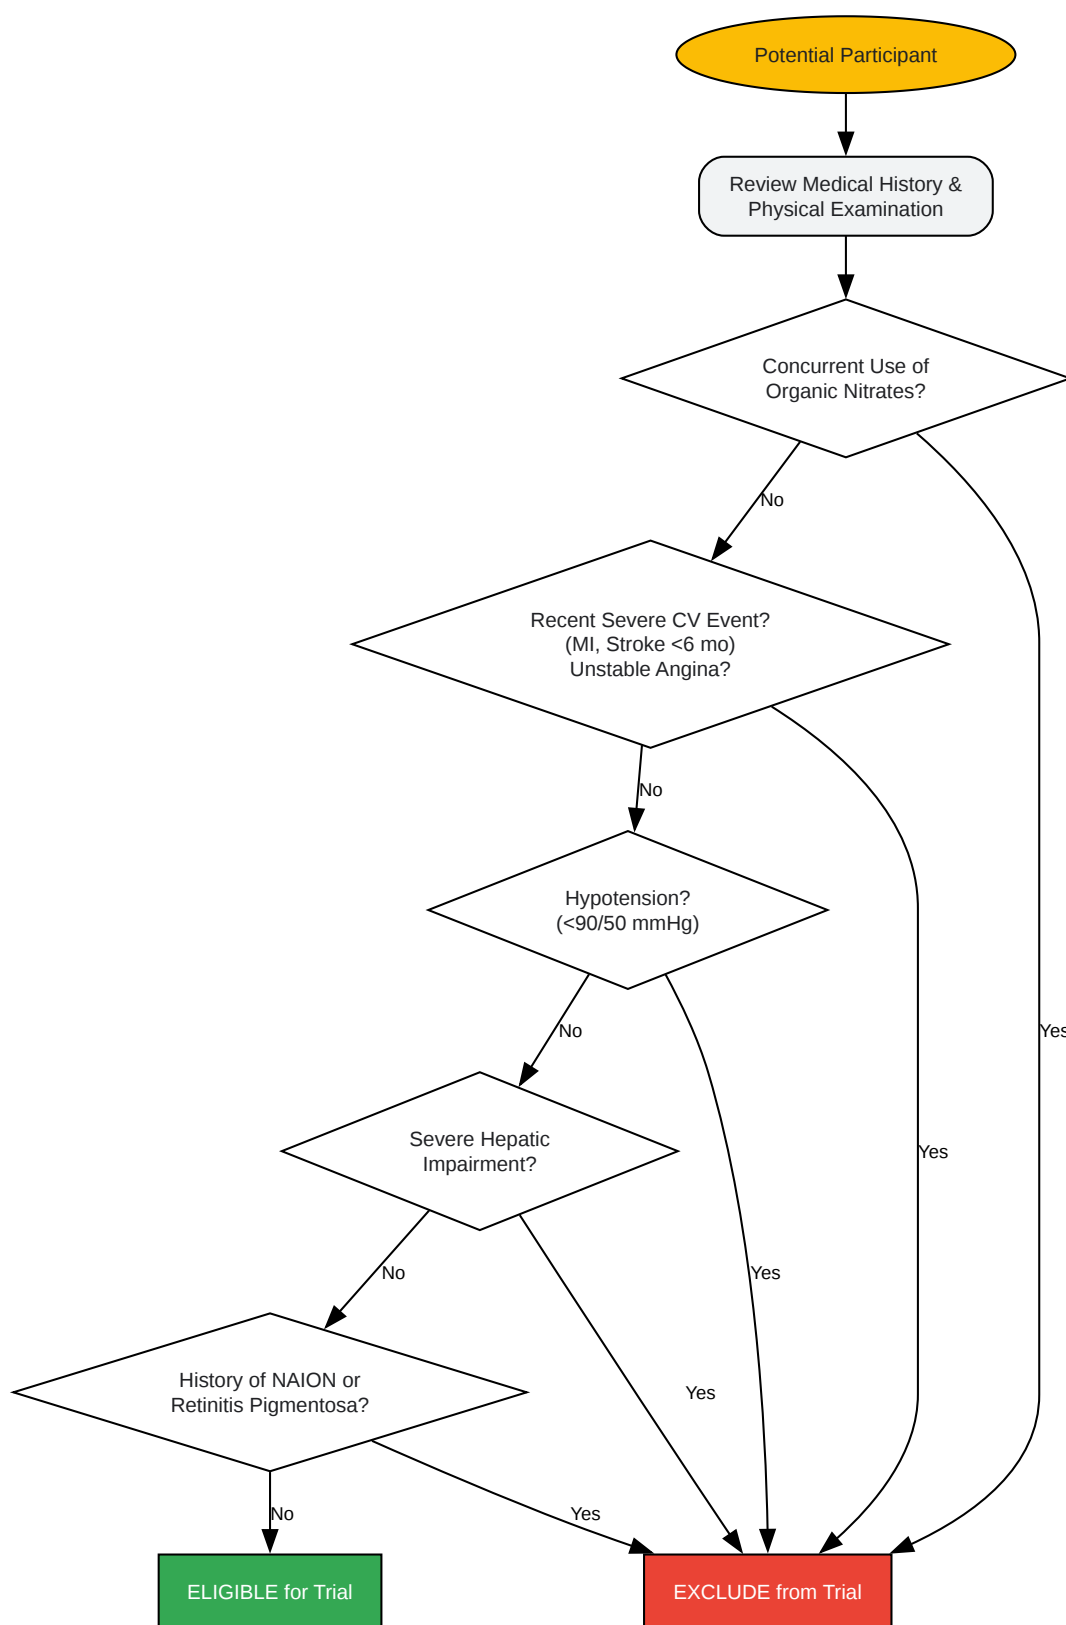 Potential Participant
Review Medical History &
Physical Examination
Concurrent Use of
Organic Nitrates?
No
Recent Severe CV Event?
(MI, Stroke <6 mo)
Unstable Angina?
No
Hypotension?
(<90/50 mmHg)
No
Yes
Severe Hepatic
Impairment?
Yes
No
Yes
History of NAION or
Retinitis Pigmentosa?
Yes
No
Yes
ELIGIBLE for Trial
EXCLUDE from Trial